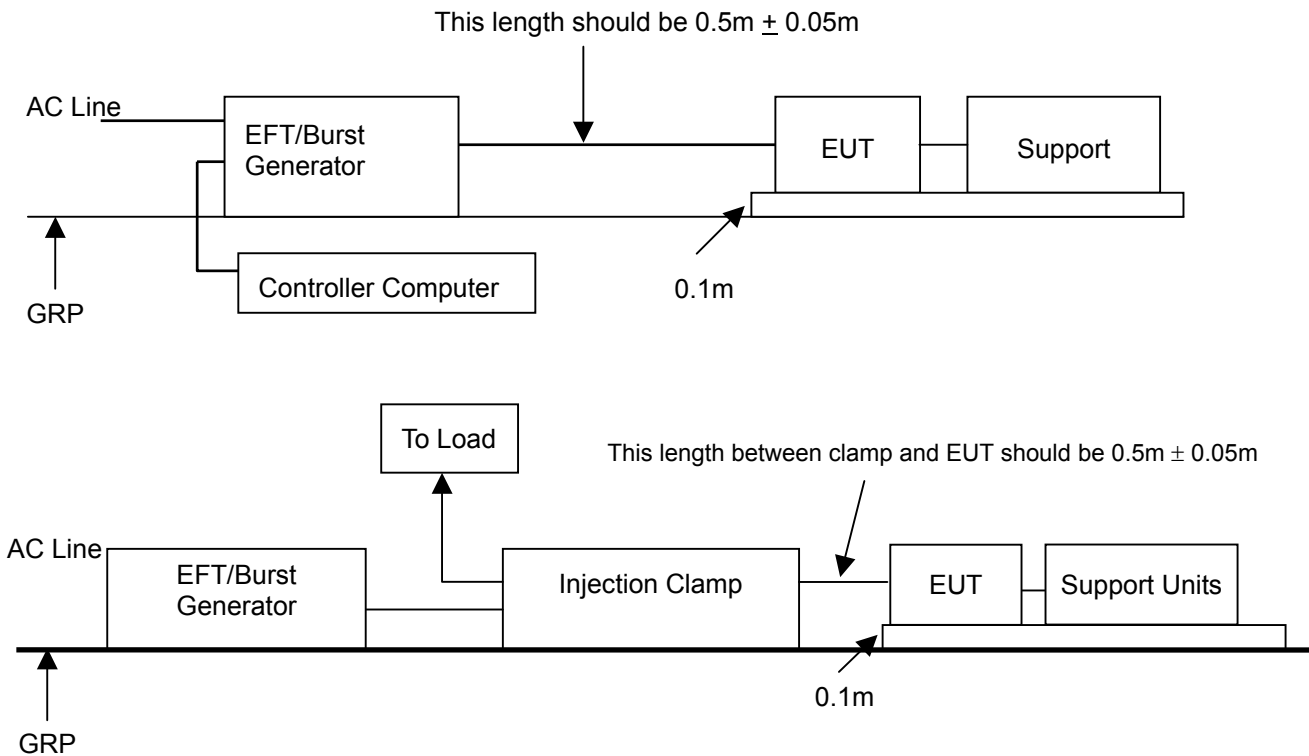 This length should be 0.5m ± 0.05m
AC Line
EFT/Burst
Generator
EUT
Support
Controller Computer
0.1m
GRP
To Load
This length between clamp and EUT should be 0.5m ± 0.05m
AC Line
EFT/Burst
Generator
Injection Clamp
EUT
Support Units
0.1m
GRP